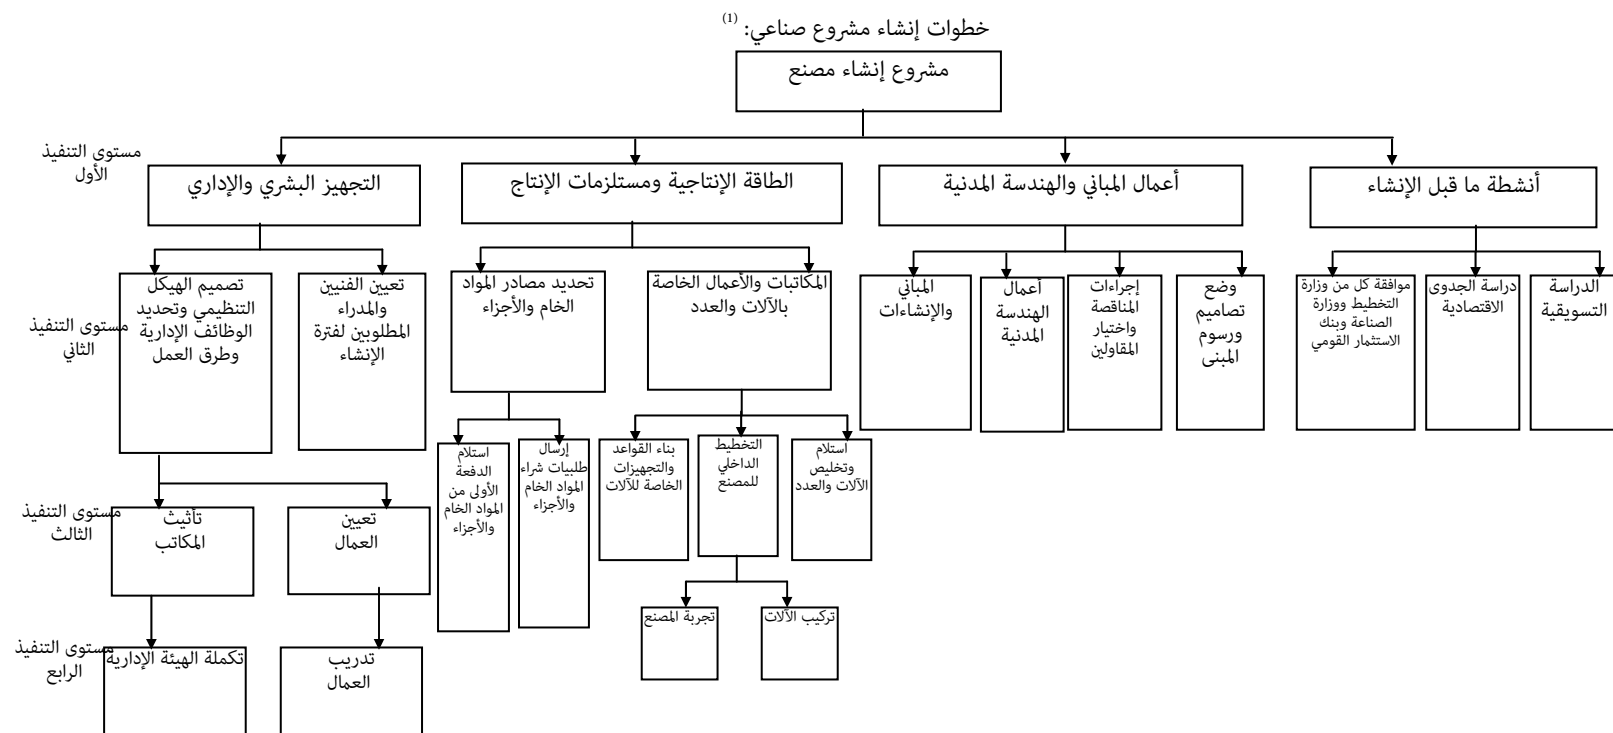 خطوات إنشاء مشروع صناعي: (1)
مشروع إنشاء مصنع
مستوى التنفيذ
الأول
أنشطة ما قبل الإنشاء
أعمال المباني والهندسة المدنية
الطاقة الإنتاجية ومستلزمات الإنتاج
التجهيز البشري والإداري
مستوى التنفيذ
الثاني
الدراسة
التسويقية
دراسة الجدوى
الاقتصادية
موافقة كل من وزارة
التخطيط ووزارة
الصناعة وبنك
الاستثمار القومي
وضع
تصاميم
ورسوم
المبنى
إجراءات
المناقصة
واختيار
المقاولين
أعمال
الهندسة
المدنية
المباني
والإنشاءات
المكاتبات والأعمال الخاصة
بالآلات والعدد
تحديد مصادر المواد
الخام والأجزاء
تعيين الفنيين
والمدراء
المطلوبين لفترة
الإنشاء
تصميم الهيكل
التنظيمي وتحديد
الوظائف الإدارية
وطرق العمل
مستوى التنفيذ
الثالث
استلام
وتخليص
الآلات والعدد
التخطيط
الداخلي
للمصنع
بناء القواعد
والتجهيزات
الخاصة للآلات
إرسال
طلبيات شراء
المواد الخام
والأجزاء
استلام
الدفعة
الأولى من
المواد الخام
والأجزاء
تعيين
العمال
تأثيث
المكاتب
مستوى التنفيذ
الرابع
تركيب الآلات
تجربة المصنع
تدريب
العمال
تكملة الهيئة الإدارية